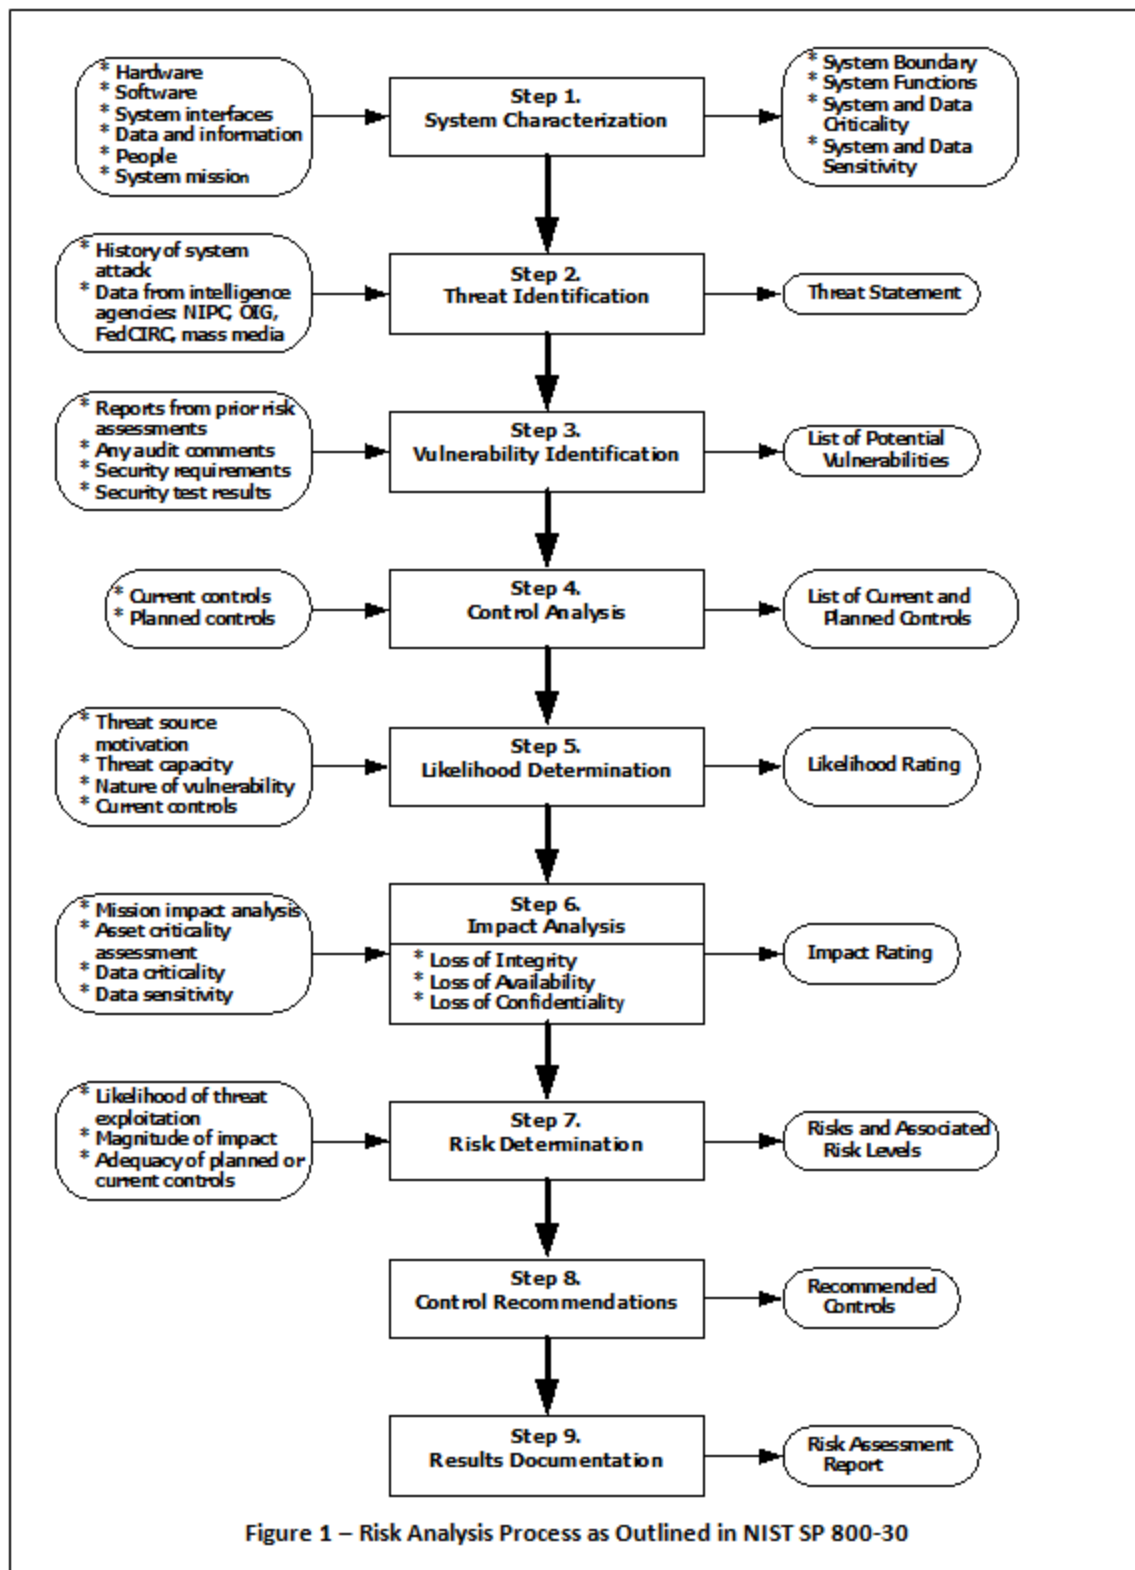 * Hardware
* Software
* System interfaces
* Data and information
* People
* System mission
Step 1.
System Characterization
* System Boundary
* System Functions
* System and Data
Criticality
* System and Data
Sensitivity
* History of system
attack
* Data from intelligence
agencies: NIPC, OIG,
FedCIRC, mass media
Step 2.
Threat Identification
Threat Statement
* Reports from prior risk
assessments
* Any audit comments
* Security requirements
* Security test results
Step 3.
Vulnerability Identification
List of Potential
Vulnerabilities
* Current controls
* Planned controls
Step 4.
Control Analysis
List of Current and
Planned Controls
* Threat source
motivation
* Threat capacity
* Nature of vulnerability
* Current controls
Step 5.
Likelihood Determination
Likelihood Rating
* Mission impact analysis
* Asset criticality
assessment
* Data criticality
* Data sensitivity
Step 6.
Impact Analysis
* Loss of Integrity
* Loss of Availability
* Loss of Confidentiality
Impact Rating
* Likelihood of threat
exploitation
* Magnitude of impact
* Adequacy of planned or
current controls
Step 7.
Risk Determination
Risks and Associated
Risk Levels
Step 8.
Control Recommendations
Recommended
Controls
Step 9.
Results Documentation
Risk Assessment
Report
Figure 1 – Risk Analysis Process as Outlined in NIST SP 800-30